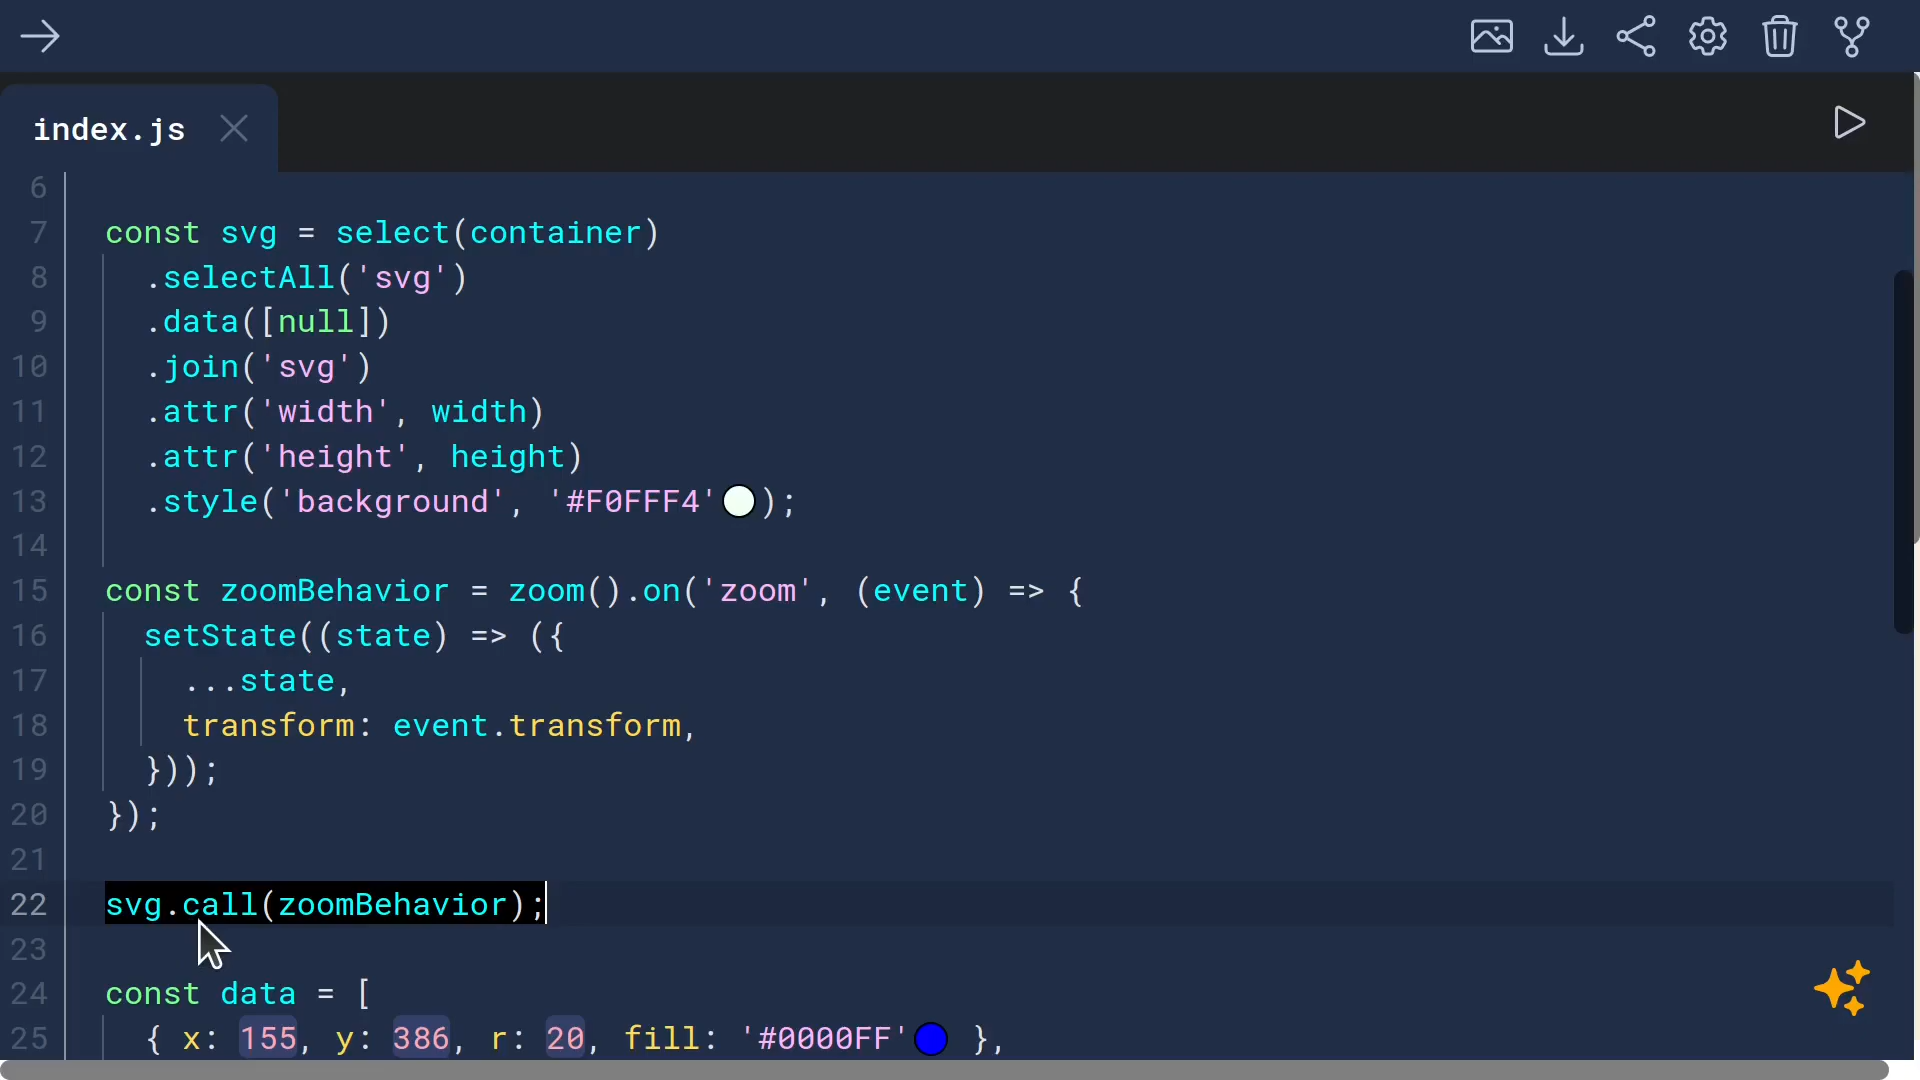 index.js
6
7 const svg = select(container)
8 .selectAll('svg')
9 .data([null])
10 .join('svg')
11 .attr('width', width)
12 .attr('height', height)
13 .style('background', '#F0FFF4');
14
15 const zoomBehavior = zoom().on('zoom', (event) => {
16 setState((state) => ({
17 ...state,
18 transform: event.transform,
19 }));
20 });
21
22 svg.call(zoomBehavior);
23
24 const data = [
25 { x: 155, y: 386, r: 20, fill: '#0000FF' },